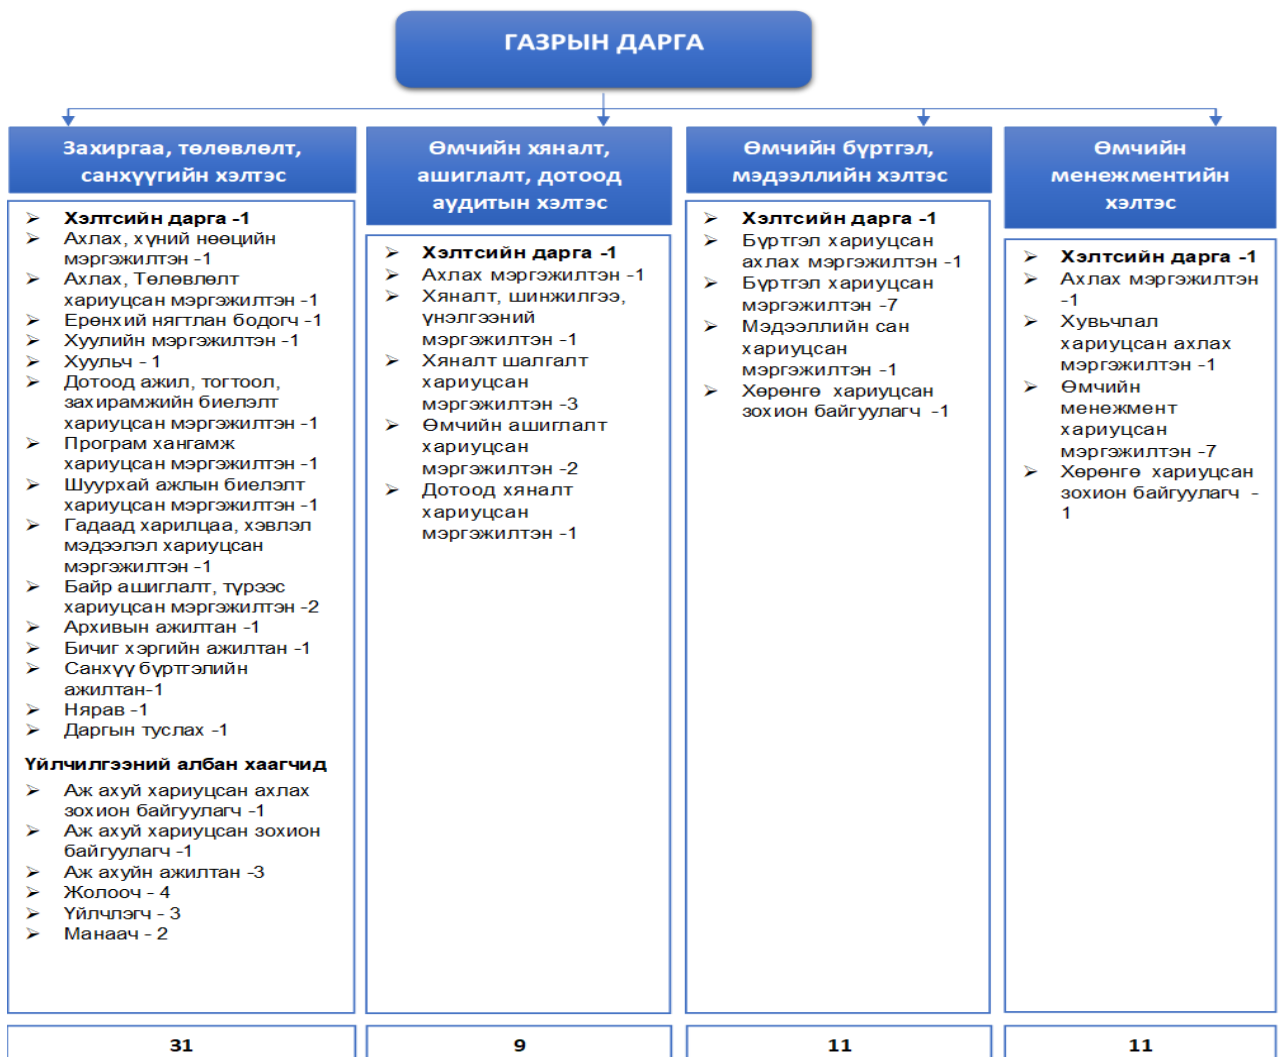 ГАЗРЫН ДАРГА
Захиргаа, төлөвлөлт,
санхүүгийн хэлтэс
Хэлтсийн дарга -1
Ахлах, хүний нөөцийн
мэргэжилтэн -1
Ахлах, Төлөвлөлт
хариуцсан мэргэжилтэн -1
Ерөнхий нягтлан бодогч -1
Хуулийн мэргэжилтэн -1
Хуульч - 1
Дотоод ажил, тогтоол,
захирамжийн биелэлт
хариуцсан мэргэжилтэн -1
Програм хангамж
хариуцсан мэргэжилтэн -1
Шуурхай ажлын биелэлт
хариуцсан мэргэжилтэн -1
Гадаад харилцаа, хэвлэл
мэдээлэл хариуцсан
мэргэжилтэн -1
Байр ашиглалт, түрээс
хариуцсан мэргэжилтэн -2
Архивын ажилтан -1
Бичиг хэргийн ажилтан -1
Санхүү бүртгэлийн
ажилтан-1
Нярав -1
Даргын туслах -1
Үйлчилгээний албан хаагчид
Аж ахуй хариуцсан ахлах
зохион байгуулагч -1
Аж ахуй хариуцсан зохион
байгуулагч -1
Аж ахуйн ажилтан -3
Жолооч - 4
Үйлчлэгч - 3
Манаач - 2
31
Өмчийн хяналт,
ашиглалт, дотоод
аудитын хэлтэс
Хэлтсийн дарга -1
Ахлах мэргэжилтэн -1
Хяналт, шинжилгээ,
үнэлгээний
мэргэжилтэн -1
Хяналт шалгалт
хариуцсан
мэргэжилтэн -3
Өмчийн ашиглалт
хариуцсан
мэргэжилтэн -2
Дотоод хяналт
хариуцсан
мэргэжилтэн -1
9
Өмчийн бүртгэл,
мэдээллийн хэлтэс
Хэлтсийн дарга -1
Бүртгэл хариуцсан
ахлах мэргэжилтэн -1
Бүртгэл хариуцсан
мэргэжилтэн -7
Мэдээллийн сан
хариуцсан
мэргэжилтэн -1
Хөрөнгө хариуцсан
зохион байгуулагч -1
11
Өмчийн
менежментийн
хэлтэс
Хэлтсийн дарга -1
Ахлах мэргэжилтэн
-1
Хувьчлал
хариуцсан ахлах
мэргэжилтэн -1
Өмчийн
менежмент
хариуцсан
мэргэжилтэн -7
Хөрөнгө хариуцсан
зохион байгуулагч -
1
11